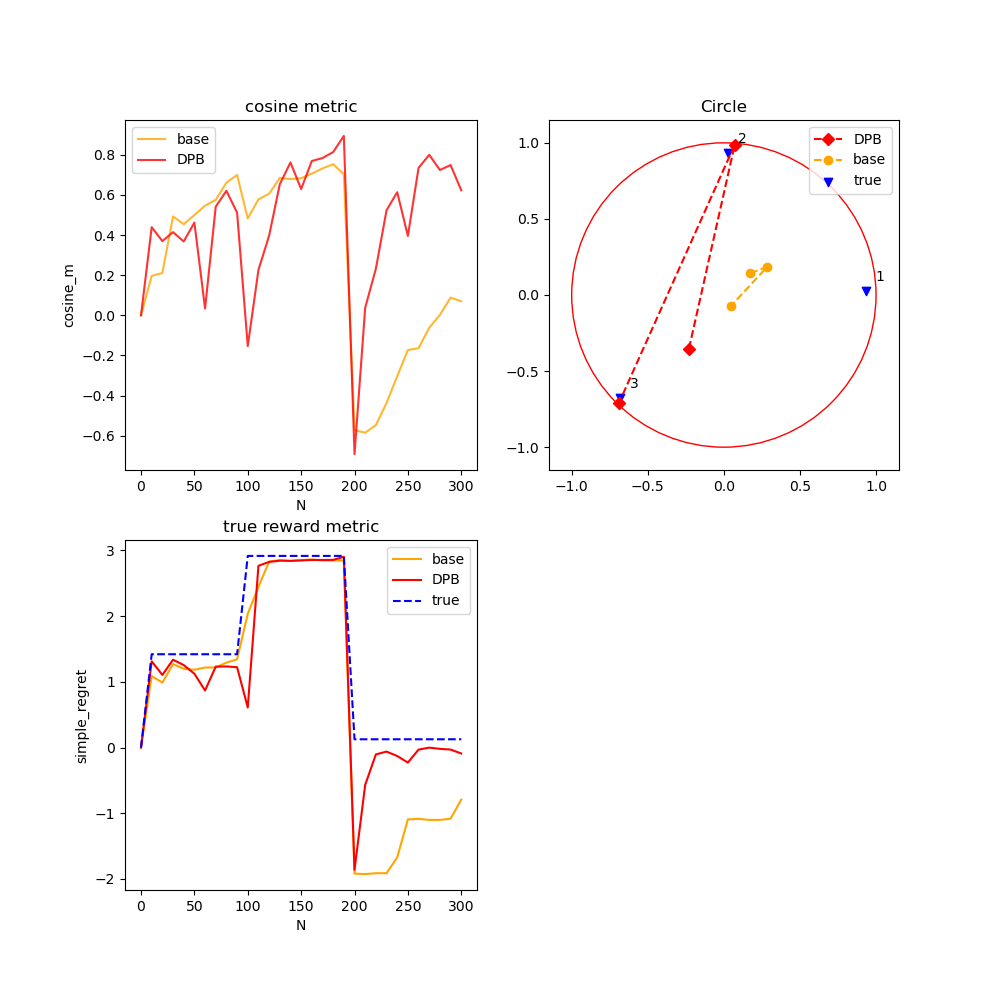 cosine metric
base
DPB
0.8
0.6
0.4
0.2
0.0
−0.2
−0.4
−0.6
cosine_m
0 50 100 150 200 250 300
N
Circle
DPB
base
true
2
1
3
1.0
0.5
0.0
−0.5
−1.0
−1.0 −0.5 0.0 0.5 1.0
true reward metric
base
DPB
true
3
2
1
0
−1
−2
simple_regret
0 50 100 150 200 250 300
N